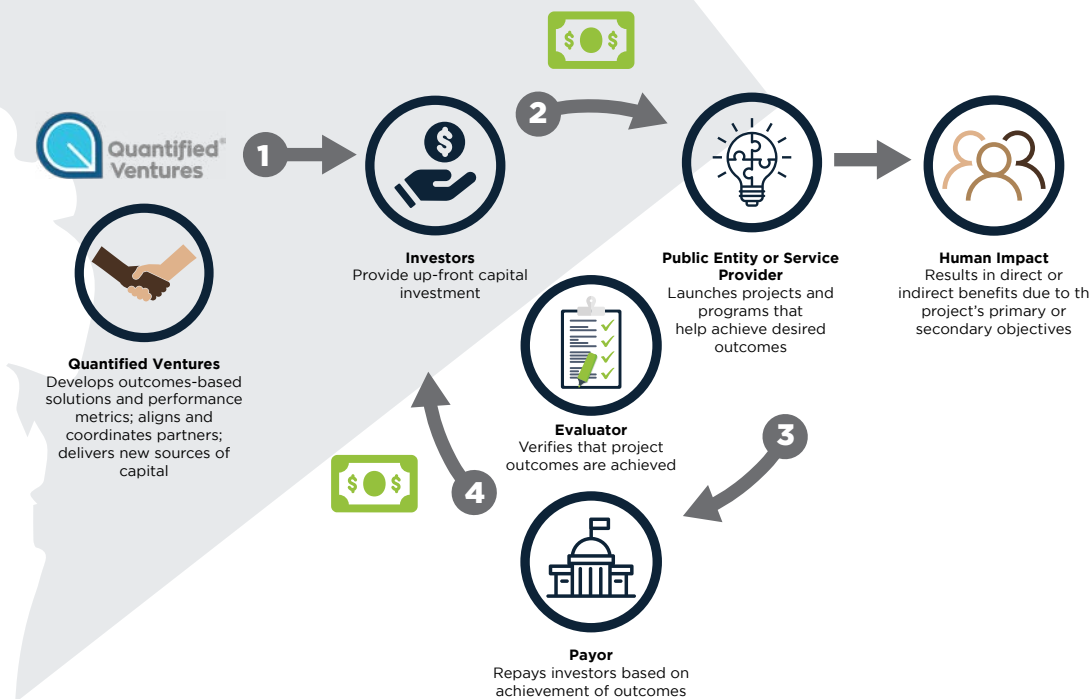 Quantified®
Ventures
1
2
Investors
Provide up-front capital
investment
Public Entity or Service
Provider
Launches projects and
programs that
help achieve desired
outcomes
Human Impact
Results in direct or
indirect benefits due to th
project's primary or
secondary objectives
Quantified Ventures
Develops outcomes-based
solutions and performance
metrics; aligns and
coordinates partners;
delivers new sources of
capital
Evaluator
Verifies that project
outcomes are achieved
3
4
Payor
Repays investors based on
achievement of outcomes
$ $
$ $
$